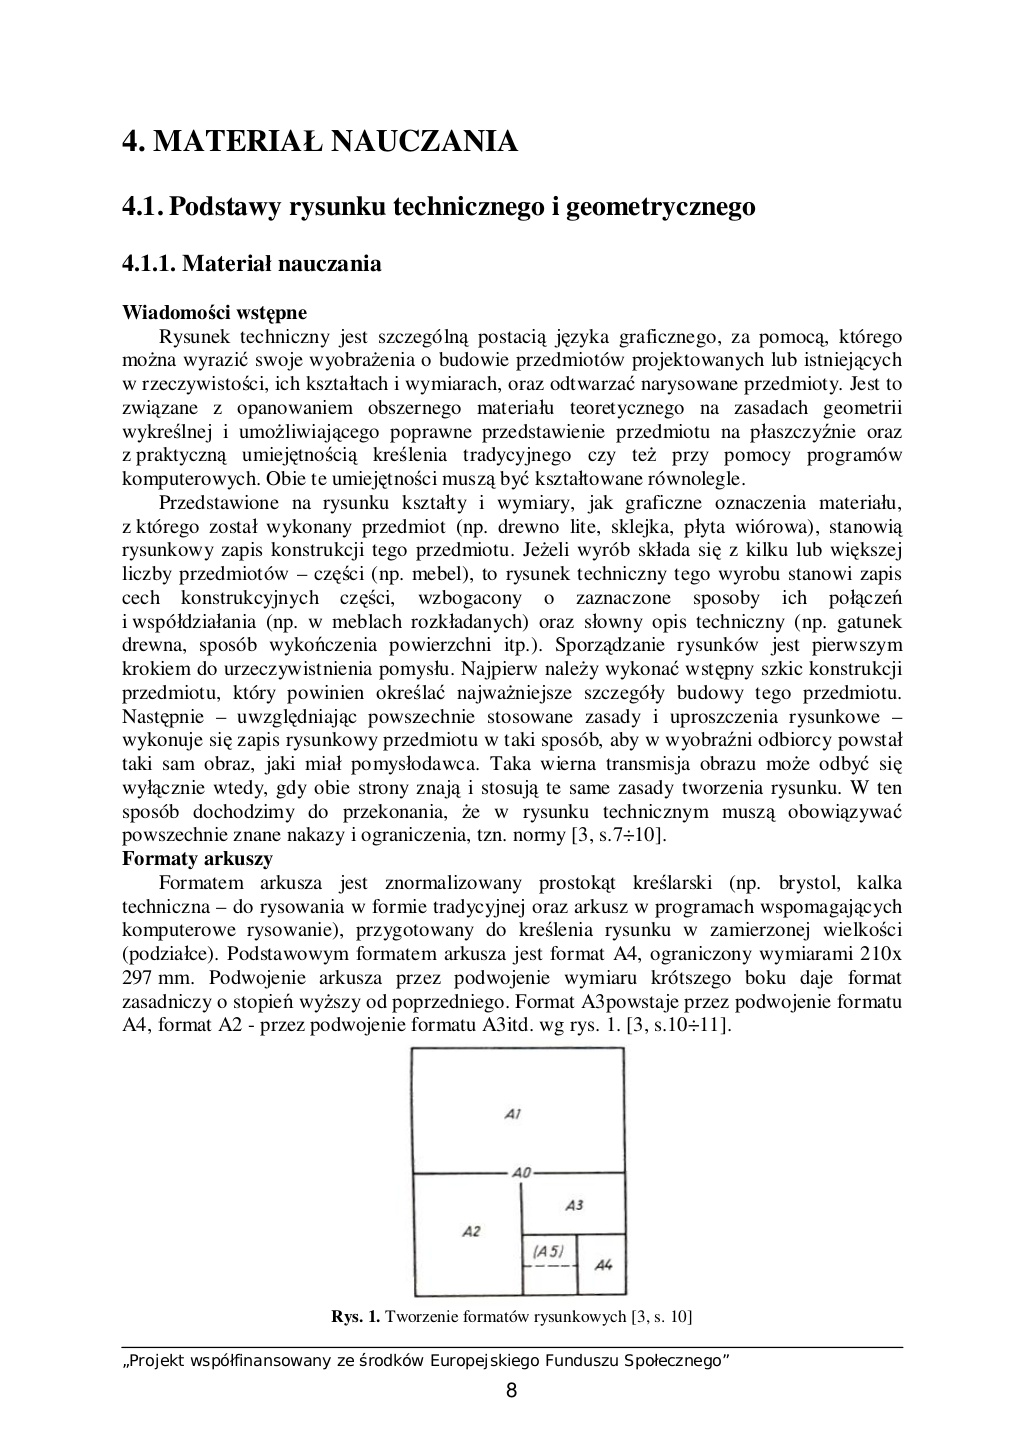 4. MATERIAŁ NAUCZANIA
4.1. Podstawy rysunku technicznego i geometrycznego
4.1.1. Materiał nauczania
Wiadomości wstępne
Rysunek techniczny jest szczególną postacią języka graficznego, za pomocą, którego
można wyrazić swoje wyobrażenia o budowie przedmiotów projektowanych lub istniejących
w rzeczywistości, ich kształtach i wymiarach, oraz odtwarzać narysowane przedmioty. Jest to
związane z opanowaniem obszernego materiału teoretycznego na zasadach geometrii
wykreślnej i umożliwiającego poprawne przedstawienie przedmiotu na płaszczyźnie oraz
z praktyczną umiejętnością kreślenia tradycyjnego czy też przy pomocy programów
komputerowych. Obie te umiejętności muszą być kształtowane równolegle.
Przedstawione na rysunku kształty i wymiary, jak graficzne oznaczenia materiału,
z którego został wykonany przedmiot (np. drewno lite, sklejka, płyta wiórowa), stanowią
rysunkowy zapis konstrukcji tego przedmiotu. Jeżeli wyrób składa się z kilku lub większej
liczby przedmiotów – części (np. mebel), to rysunek techniczny tego wyrobu stanowi zapis
cech konstrukcyjnych części, wzbogacony o zaznaczone sposoby ich połączeń
i współdziałania (np. w meblach rozkładanych) oraz słowny opis techniczny (np. gatunek
drewna, sposób wykończenia powierzchni itp.). Sporządzanie rysunków jest pierwszym
krokiem do urzeczywistnienia pomysłu. Najpierw należy wykonać wstępny szkic konstrukcji
przedmiotu, który powinien określać najważniejsze szczegóły budowy tego przedmiotu.
Następnie – uwzględniając powszechnie stosowane zasady i uproszczenia rysunkowe –
wykonuje się zapis rysunkowy przedmiotu w taki sposób, aby w wyobraźni odbiorcy powstał
taki sam obraz, jaki miał pomysłodawca. Taka wierna transmisja obrazu może odbyć się
wyłącznie wtedy, gdy obie strony znają i stosują te same zasady tworzenia rysunku. W ten
sposób dochodzimy do przekonania, że w rysunku technicznym muszą obowiązywać
powszechnie znane nakazy i ograniczenia, tzn. normy [3, s.7÷10].
Formaty arkuszy
Formatem arkusza jest znormalizowany prostokąt kreślarski (np. brystol, kalka
techniczna – do rysowania w formie tradycyjnej oraz arkusz w programach wspomagających
komputerowe rysowanie), przygotowany do kreślenia rysunku w zamierzonej wielkości
(podziałce). Podstawowym formatem arkusza jest format A4, ograniczony wymiarami 210x
297 mm. Podwojenie arkusza przez podwojenie wymiaru krótszego boku daje format
zasadniczy o stopień wyższy od poprzedniego. Format A3powstaje przez podwojenie formatu
A4, format A2 - przez podwojenie formatu A3itd. wg rys. 1. [3, s.10÷11].
A1
A0
A3
A2
(A5)
A4
Rys. 1. Tworzenie formatów rysunkowych [3, s. 10]
„Projekt współfinansowany ze środków Europejskiego Funduszu Społecznego”
8